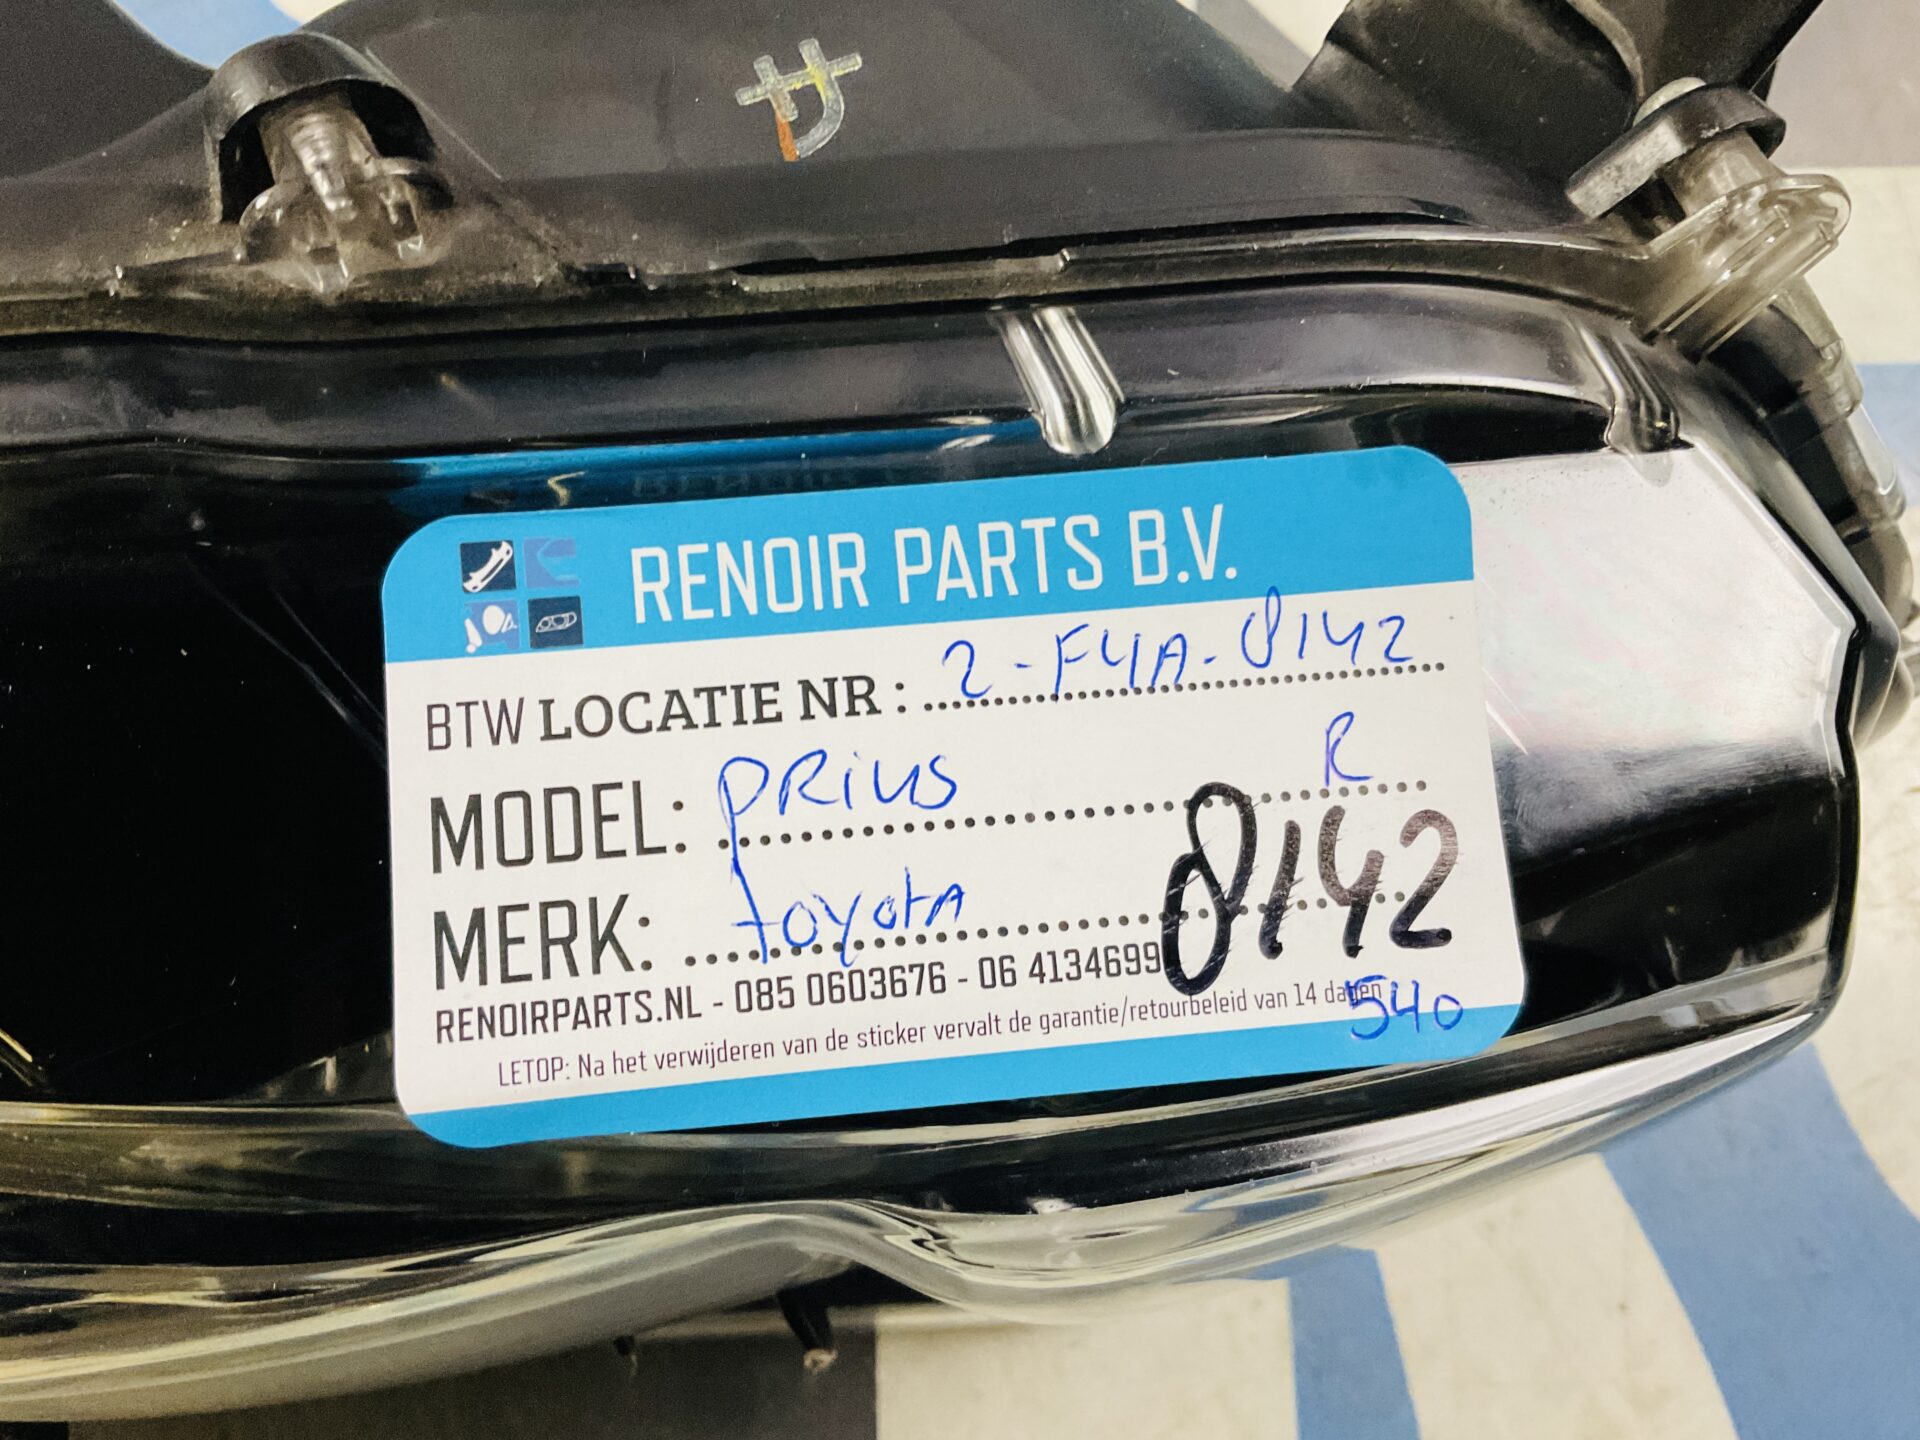 RENOIR PARTS B.V.
BTW LOCATIE NR : 2-F4A-8142
MODEL: PRius R
MERK: toyotA 8142
RENOIRPARTS.NL - 085 0603676 - 06 4134699
540
LETOP: Na het verwijderen van de sticker vervalt de garantie/retourbeleid van 14 dagen